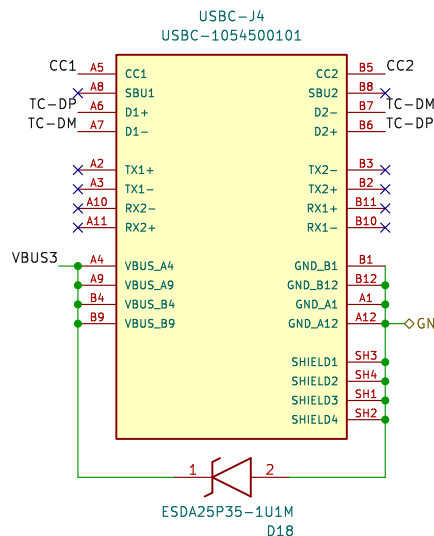 USBC-J4
USBC-1054500101
CC1 A5 CC1 CC2 B5 CC2
A8 SBU1 SBU2 B8
TC-DP A6 D1+ D2- B7 TC-DM
TC-DM A7 D1- D2+ B6 TC-DP
A2 TX1+ TX2- B3
A3 TX1- TX2+ B2
A10 RX2- RX1+ B11
A11 RX2+ RX1- B10
VBUS3 A4 VBUS_A4 GND_B1 B1
A9 VBUS_A9 GND_B12 B12
B4 VBUS_B4 GND_A1 A1
B9 VBUS_B9 GND_A12 A12 GN
SHIELD1 SH3
SHIELD2 SH4
SHIELD3 SH1
SHIELD4 SH2
1 2
ESDA25P35-1U1M
D18